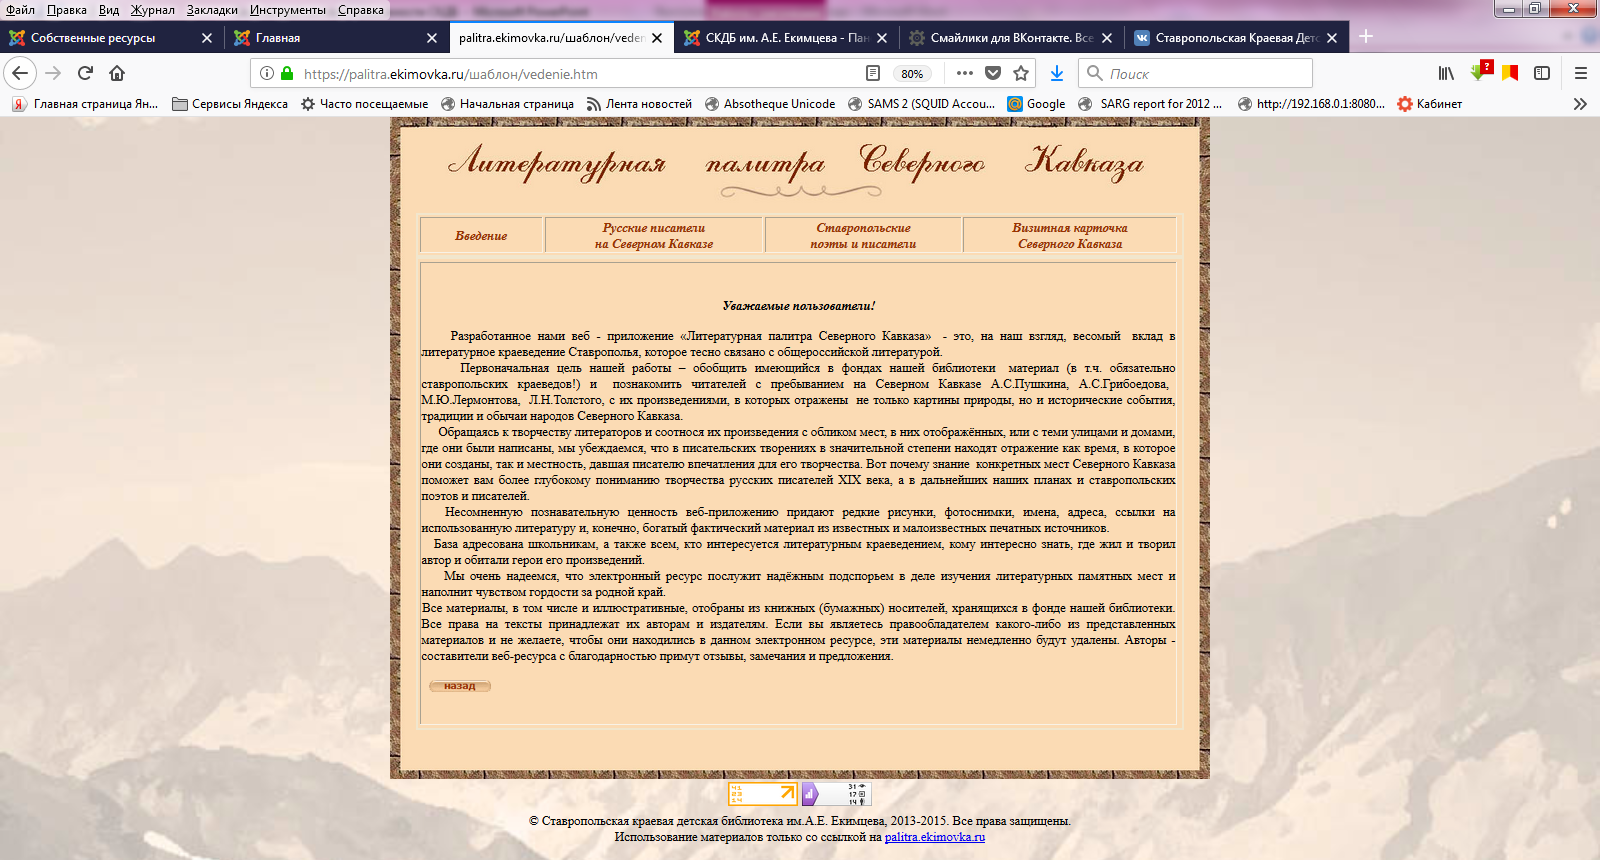 Файл Правка Вид Журнал Закладки Инструменты Справка
Собственные ресурсы
Главная
palitra.ekimovka.ru/шаблон/veden
СКДБ им. А.Е. Екимцева - Пан
Смайлики для ВКонтакте. Все
Ставропольская Краевая Детс
https://palitra.ekimovka.ru/шаблон/vedenie.htm
80%
Поиск
Главная страница Ян...
Сервисы Яндекса
Часто посещаемые
Начальная страница
Лента новостей
Absotheque Unicode
SAMS 2 (SQUID Accou...
Google
SARG report for 2012 ...
http://192.168.0.1:8080...
Кабинет
Литературная палитра Северного Кавказа
Введение
Русские писатели
на Северном Кавказе
Ставропольские
поэты и писатели
Визитная карточка
Северного Кавказа
Уважаемые пользователи!
Разработанное нами веб - приложение «Литературная палитра Северного Кавказа» - это, на наш взгляд, весомый вклад в
литературное краеведение Ставрополья, которое тесно связано с общероссийской литературой.
Первоначальная цель нашей работы – обобщить имеющийся в фондах нашей библиотеки материал (в т.ч. обязательно
ставропольских краеведов!) и познакомить читателей с пребыванием на Северном Кавказе А.С.Пушкина, А.С.Грибоедова,
М.Ю.Лермонтова, Л.Н.Толстого, с их произведениями, в которых отражены не только картины природы, но и исторические события,
традиции и обычаи народов Северного Кавказа.
Обращаясь к творчеству литераторов и соотнося их произведения с обликом мест, в них отображённых, или с теми улицами и домами,
где они были написаны, мы убеждаемся, что в писательских творениях в значительной степени находят отражение как время, в которое
они созданы, так и местность, давшая писателю впечатления для его творчества. Вот почему знание конкретных мест Северного Кавказа
поможет вам более глубокому пониманию творчества русских писателей XIX века, а в дальнейших наших планах и ставропольских
поэтов и писателей.
Несомненную познавательную ценность веб-приложению придают редкие рисунки, фотоснимки, имена, адреса, ссылки на
использованную литературу и, конечно, богатый фактический материал из известных и малоизвестных печатных источников.
База адресована школьникам, а также всем, кто интересуется литературным краеведением, кому интересно знать, где жил и творил
автор и обитали герои его произведений.
Мы очень надеемся, что электронный ресурс послужит надёжным подспорьем в деле изучения литературных памятных мест и
наполнит чувством гордости за родной край.
Все материалы, в том числе и иллюстративные, отобраны из книжных (бумажных) носителей, хранящихся в фонде нашей библиотеки.
Все права на тексты принадлежат их авторам и издателям. Если вы являетесь правообладателем какого-либо из представленных
материалов и не желаете, чтобы они находились в данном электронном ресурсе, эти материалы немедленно будут удалены. Авторы -
составители веб-ресурса с благодарностью примут отзывы, замечания и предложения.
назад
31
17
14
© Ставропольская краевая детская библиотека им.А.Е. Екимцева, 2013-2015. Все права защищены.
Использование материалов только со ссылкой на palitra.ekimovka.ru